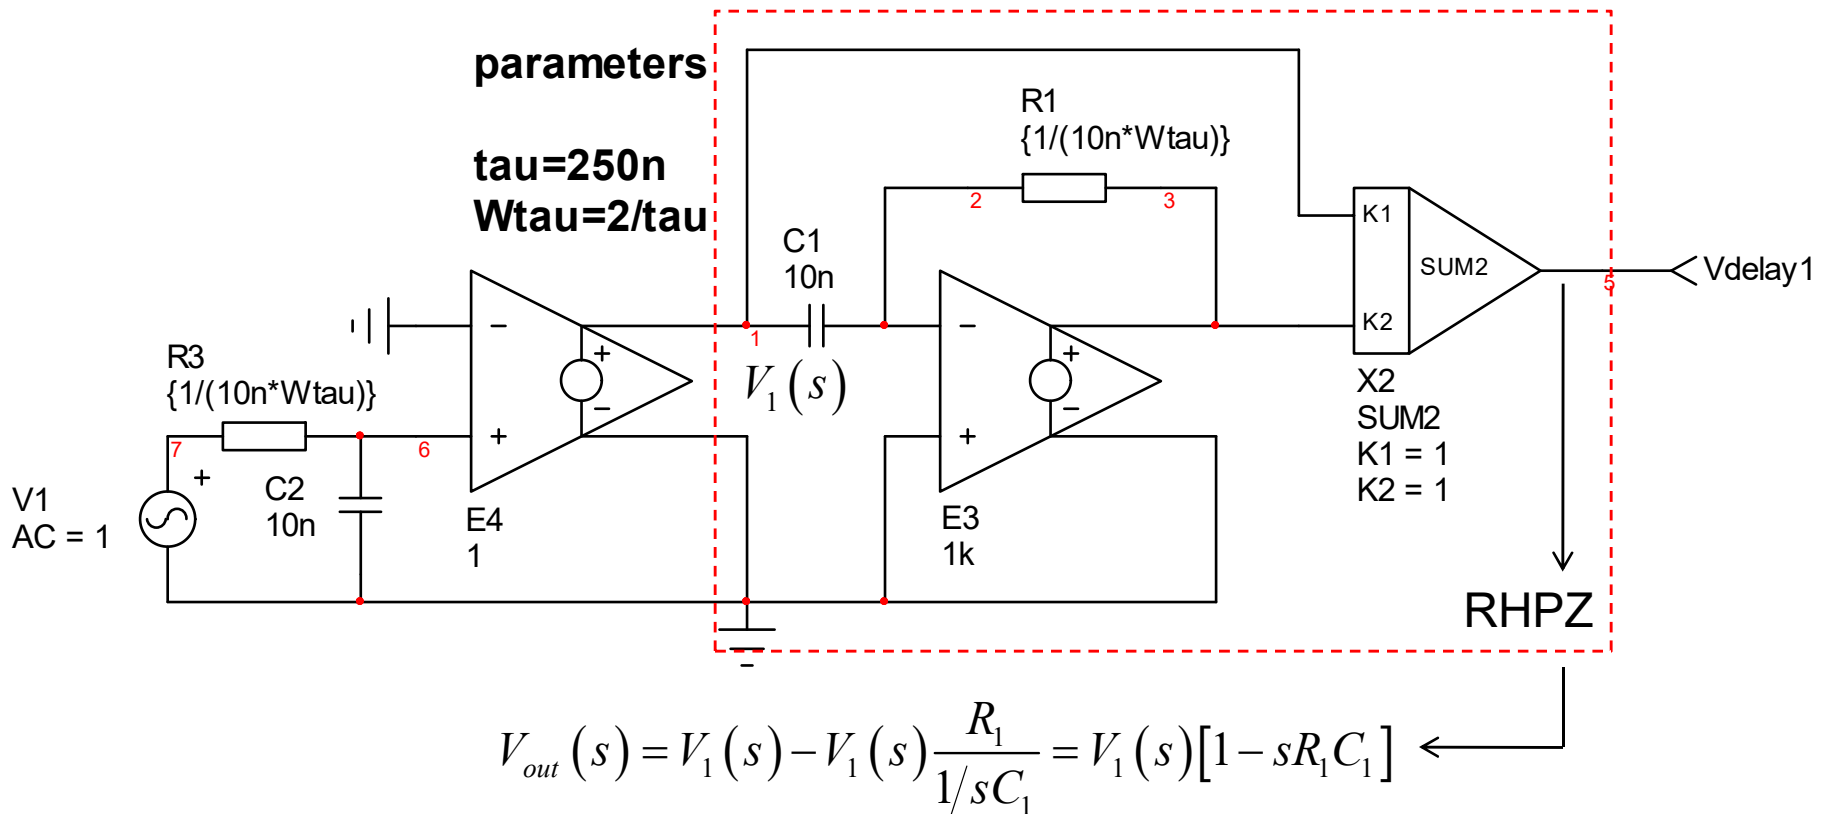 parameters
tau=250n
Wtau=2/tau
R1
{1/(10n*Wtau)}
2
3
C1
10n
K1
SUM2
K2
5
Vdelay1
−
+
−
+
1
V₁(s)
−
+
−
+
R3
{1/(10n*Wtau)}
7
6
+
V1
AC = 1
C2
10n
E4
1
E3
1k
X2
SUM2
K1 = 1
K2 = 1
RHPZ
V_out(s) = V₁(s) − V₁(s) R₁/(1/sC₁) = V₁(s)[1 − sR₁C₁]